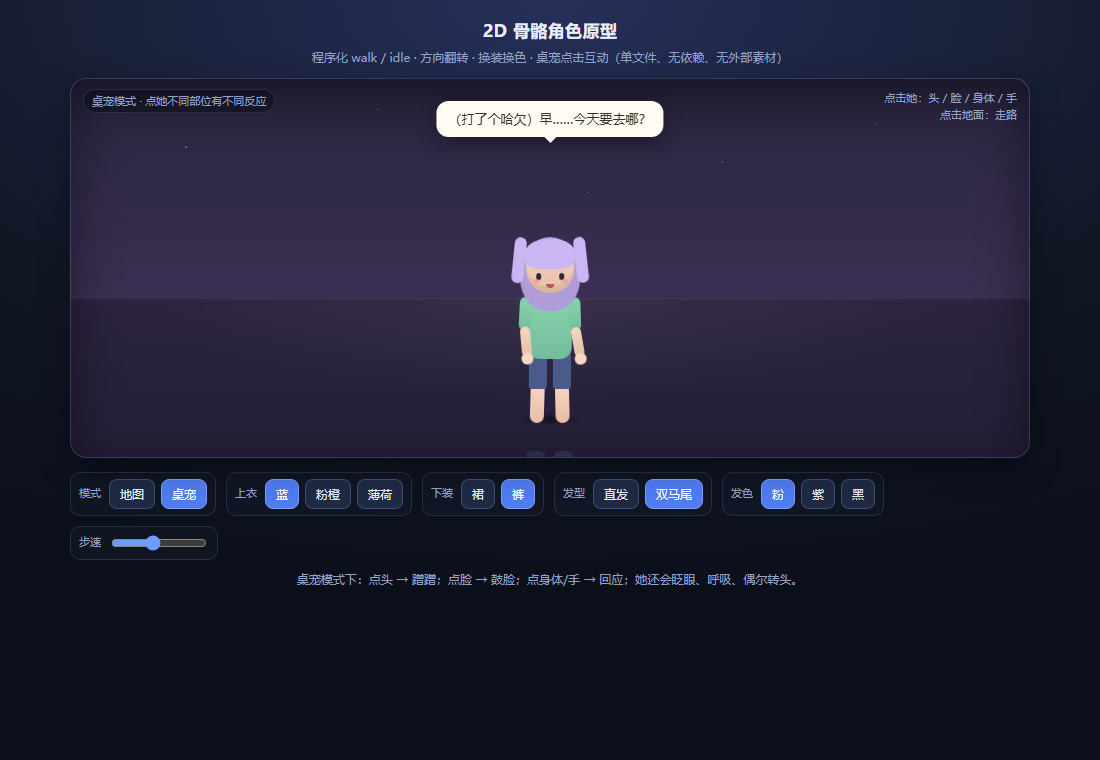 2D 骨骼角色原型
程序化 walk / idle · 方向翻转 · 换装换色 · 桌宠点击互动（单文件、无依赖、无外部素材）
桌宠模式 · 点她不同部位有不同反应
点击她：头 / 脸 / 身体 / 手
点击地面：走路
（打了个哈欠）早……今天要去哪？
模式 地图 桌宠
上衣 蓝 粉橙 薄荷
下装 裙 裤
发型 直发 双马尾
发色 粉 紫 黑
步速
桌宠模式下：点头 → 蹭蹭；点脸 → 鼓脸；点身体/手 → 回应；她还会眨眼、呼吸、偶尔转头。